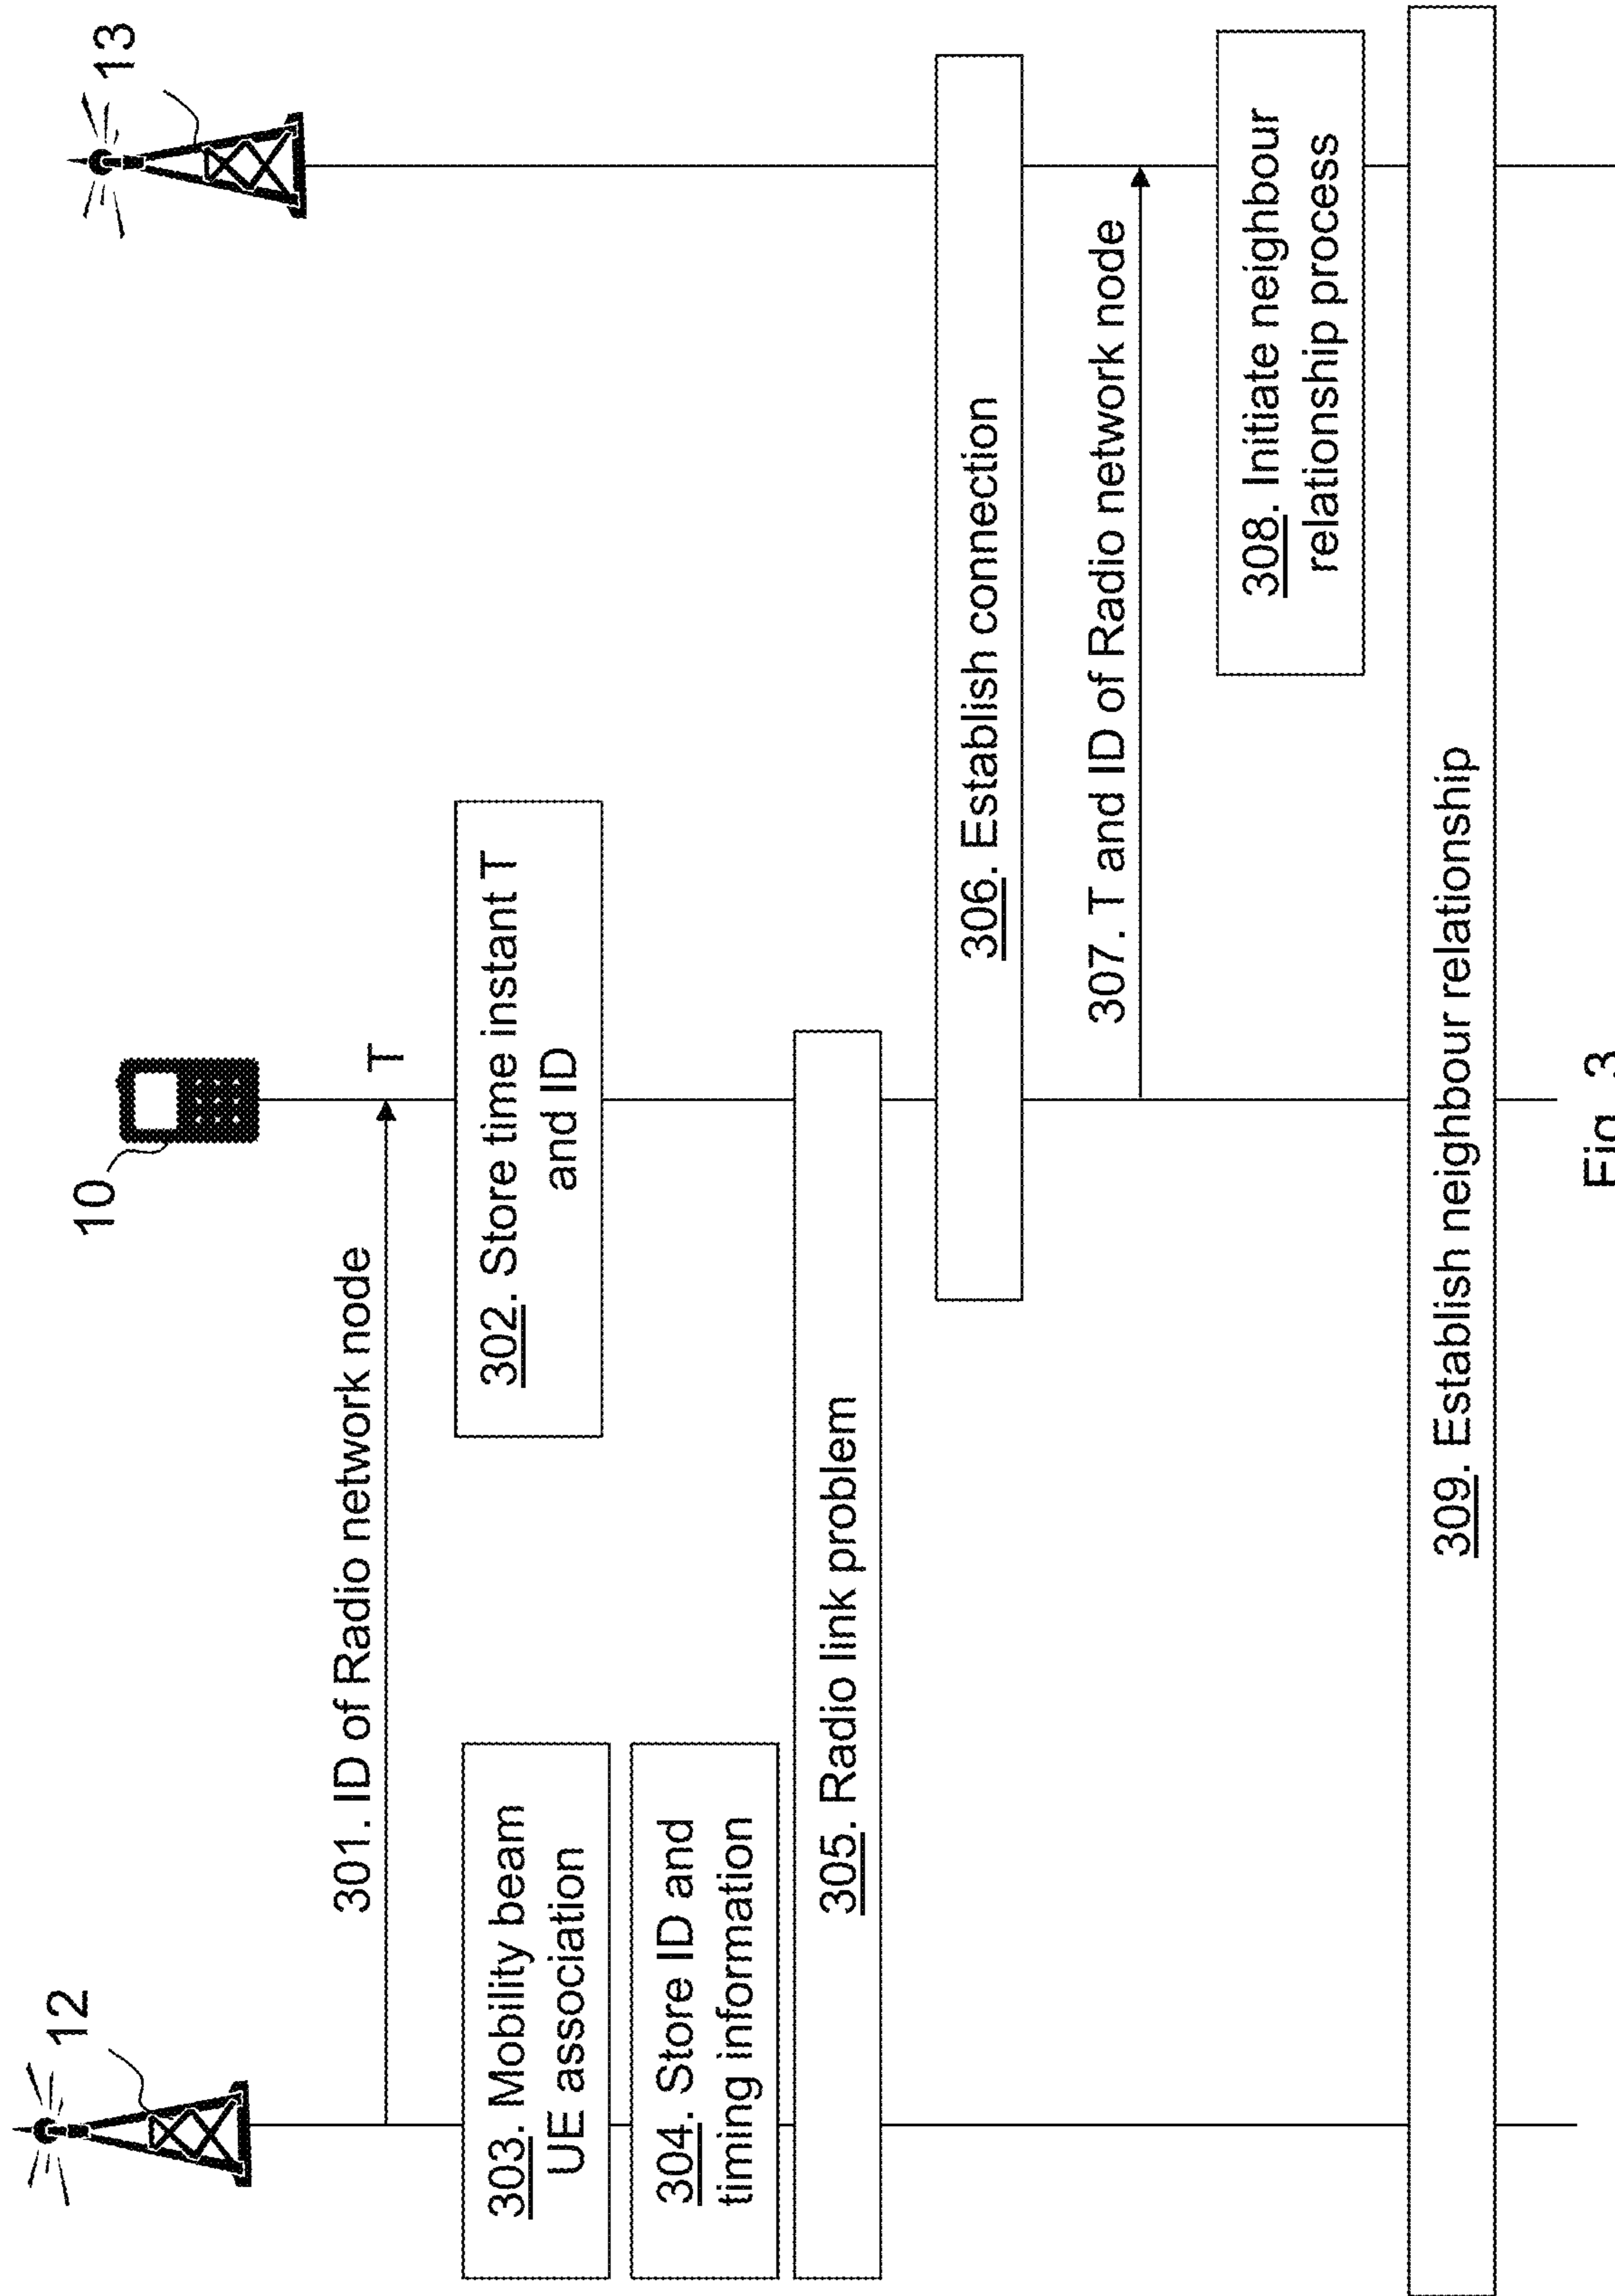 12
10
13
301. ID of Radio network node
T
302. Store time instant T
and ID
303. Mobility beam
UE association
304. Store ID and
timing information
305. Radio link problem
306. Establish connection
307. T and ID of Radio network node
308. Initiate neighbour
relationship process
309. Establish neighbour relationship
Fig. 3